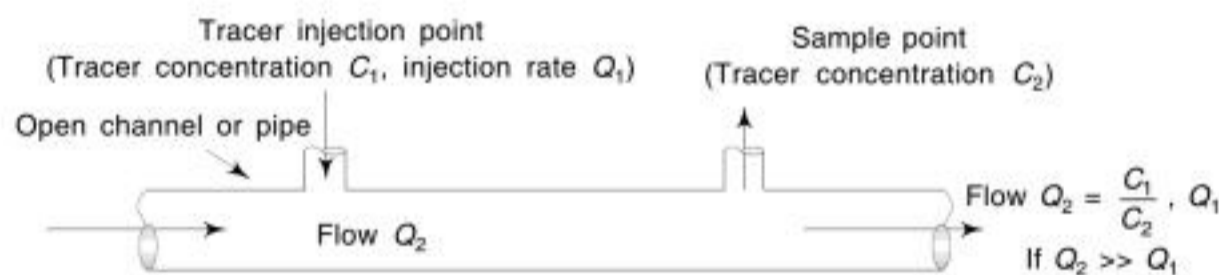 Tracer injection point
(Tracer concentration C₁, injection rate Q₁)
Sample point
(Tracer concentration C₂)
Open channel or pipe
Flow Q₂
Flow Q₂ = C₁/C₂ , Q₁
If Q₂ >> Q₁